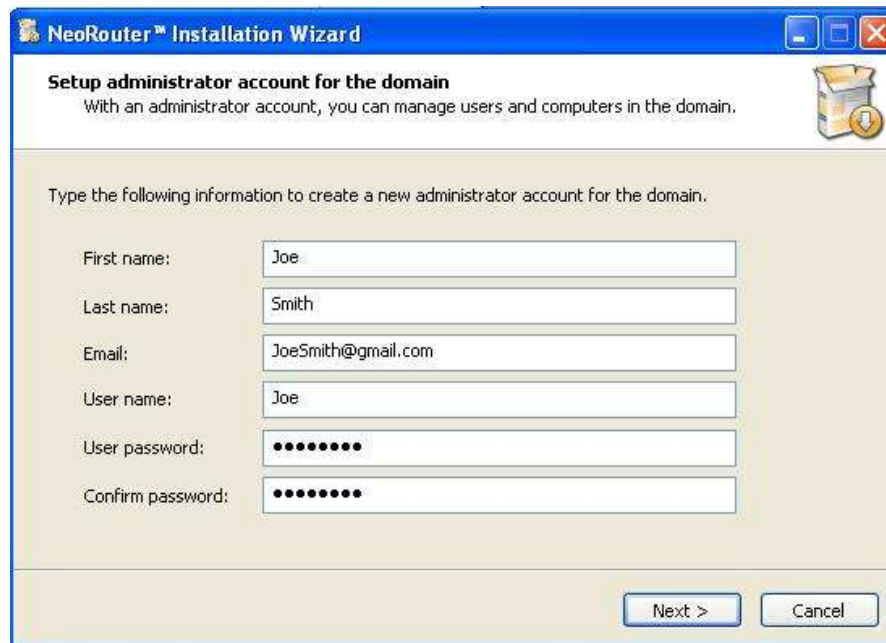 NeoRouter™ Installation Wizard
Setup administrator account for the domain
With an administrator account, you can manage users and computers in the domain.
Type the following information to create a new administrator account for the domain.
First name: Joe
Last name: Smith
Email: JoeSmith@gmail.com
User name: Joe
User password: ●●●●●●●●
Confirm password: ●●●●●●●●
Next > Cancel